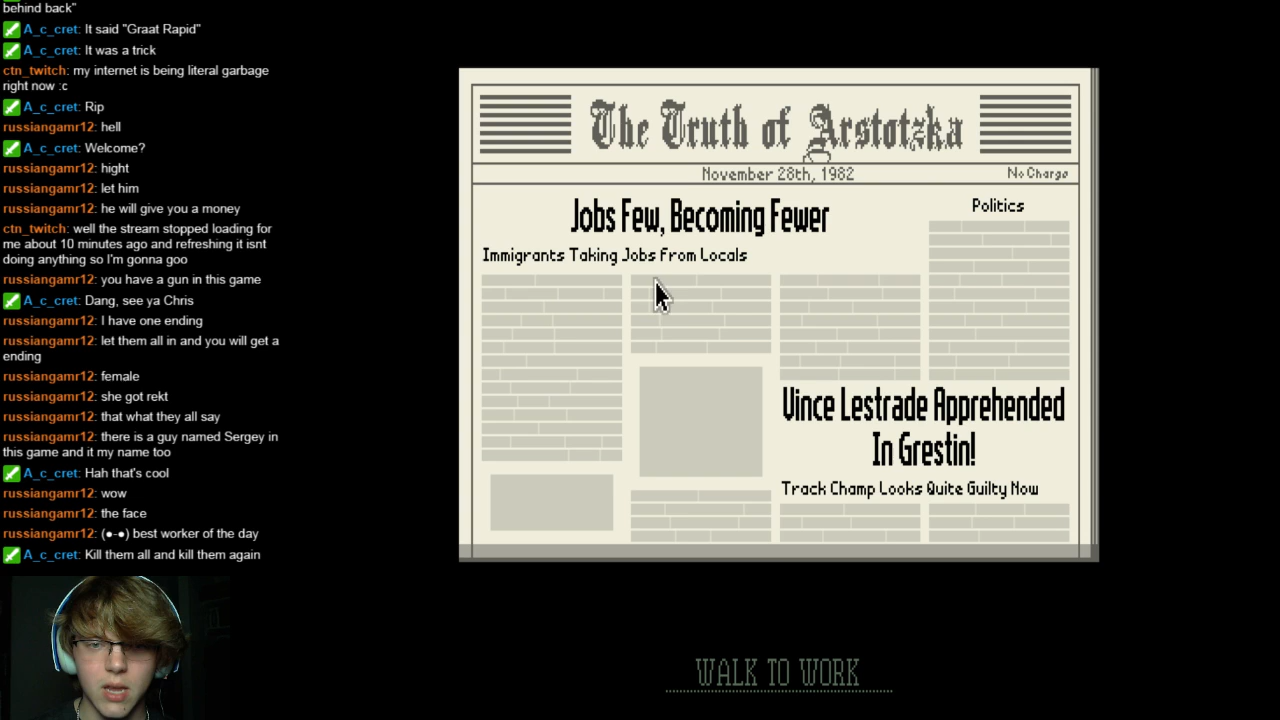 behind back"
A_c_cret: It said "Graat Rapid"
A_c_cret: It was a trick
ctn_twitch: my internet is being literal garbage
right now :c
A_c_cret: Rip
russiangamr12: hell
A_c_cret: Welcome?
russiangamr12: hight
russiangamr12: let him
russiangamr12: he will give you a money
ctn_twitch: well the stream stopped loading for
me about 10 minutes ago and refreshing it isnt
doing anything so I'm gonna goo
russiangamr12: you have a gun in this game
A_c_cret: Dang, see ya Chris
russiangamr12: I have one ending
russiangamr12: let them all in and you will get a
ending
russiangamr12: female
russiangamr12: she got rekt
russiangamr12: that what they all say
russiangamr12: there is a guy named Sergey in
this game and it my name too
A_c_cret: Hah that's cool
russiangamr12: wow
russiangamr12: the face
russiangamr12: (●-●) best worker of the day
A_c_cret: Kill them all and kill them again
The Truth of Arstotzka
November 28th, 1982
No Charge
Jobs Few, Becoming Fewer
Immigrants Taking Jobs From Locals
Politics
Vince Lestrade Apprehended
In Grestin!
Track Champ Looks Quite Guilty Now
WALK TO WORK